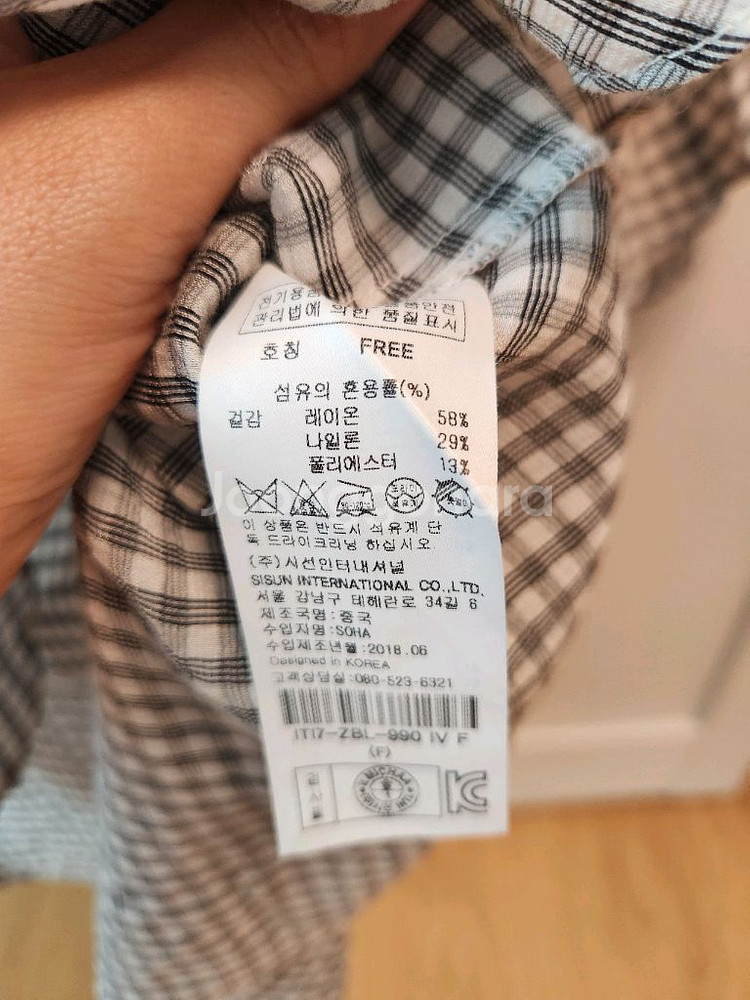 전기용품 품안전
관리법에 의한 품질표시
호칭 FREE
섬유의 혼용률(%)
겉감 레이온 58%
나일론 29%
폴리에스터 13%
이 상품은 반드시 석유계 단
독 드라이크리닝 하십시오.
(주)시선인터내셔널
SISUN INTERNATIONAL CO.,LTD.
서울 강남구 테헤란로 34길 6
제조국명:중국
수입자명:SOHA
수입제조년월:2018.06
Designed in KOREA
고객상담실:080-523-6321
IT17-ZBL-990 IV F
(F)
검사필
MICHAA